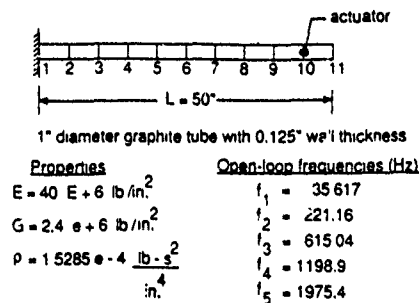 actuator
1 2 3 4 5 6 7 8 9 10 11
L = 50"
1" diameter graphite tube with 0.125" wall thickness
Properties
E = 40 E+6 lb/in.2
G = 2.4 e+6 lb/in.2
ρ = 1.5285 e-4 lb - s2
in.4
Open-loop frequencies (Hz)
f1 = 35 617
f2 = 221.16
f3 = 615 04
f4 = 1198.9
f5 = 1975.4